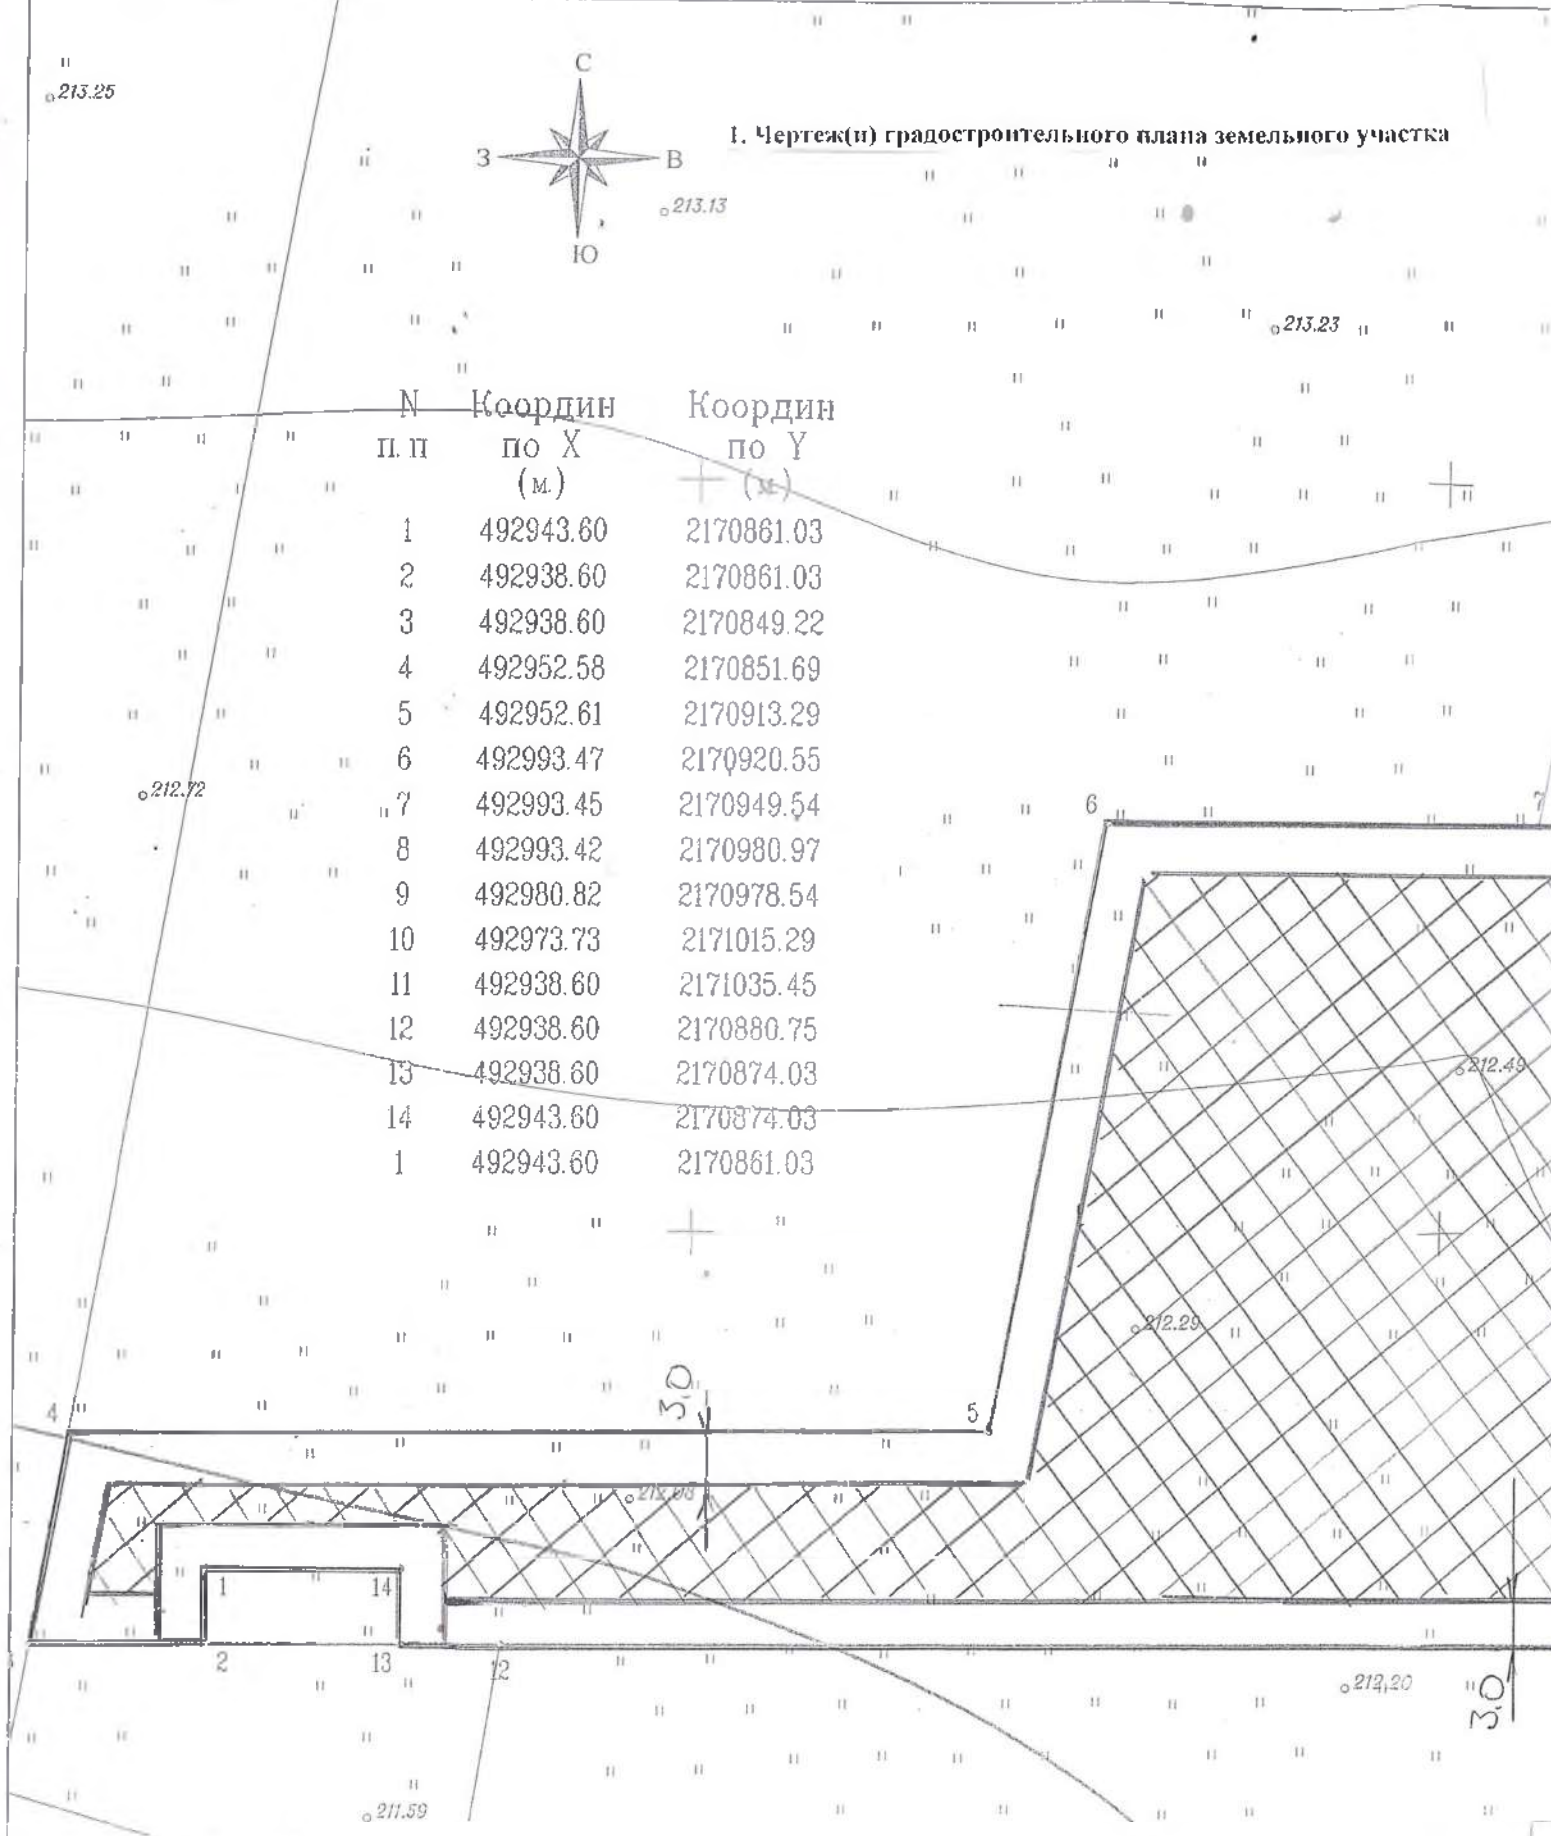 213.25
С
З В
Ю
213.13
1. Чертеж(и) градостроительного плана земельного участка
213.23
N Координ Координ
п.п по X по Y
(м.) (м.)
1 492943.60 2170861.03
2 492938.60 2170861.03
3 492938.60 2170849.22
4 492952.58 2170851.69
5 492952.61 2170913.29
6 492993.47 2170920.55
7 492993.45 2170949.54
8 492993.42 2170980.97
9 492980.82 2170978.54
10 492973.73 2171015.29
11 492938.60 2171035.45
12 492938.60 2170880.75
13 492938.60 2170874.03
14 492943.60 2170874.03
1 492943.60 2170861.03
212.72
6 7
212.49
212.29
3,0
4 5
1 14
2 13 12
212.20
3,0
211.59